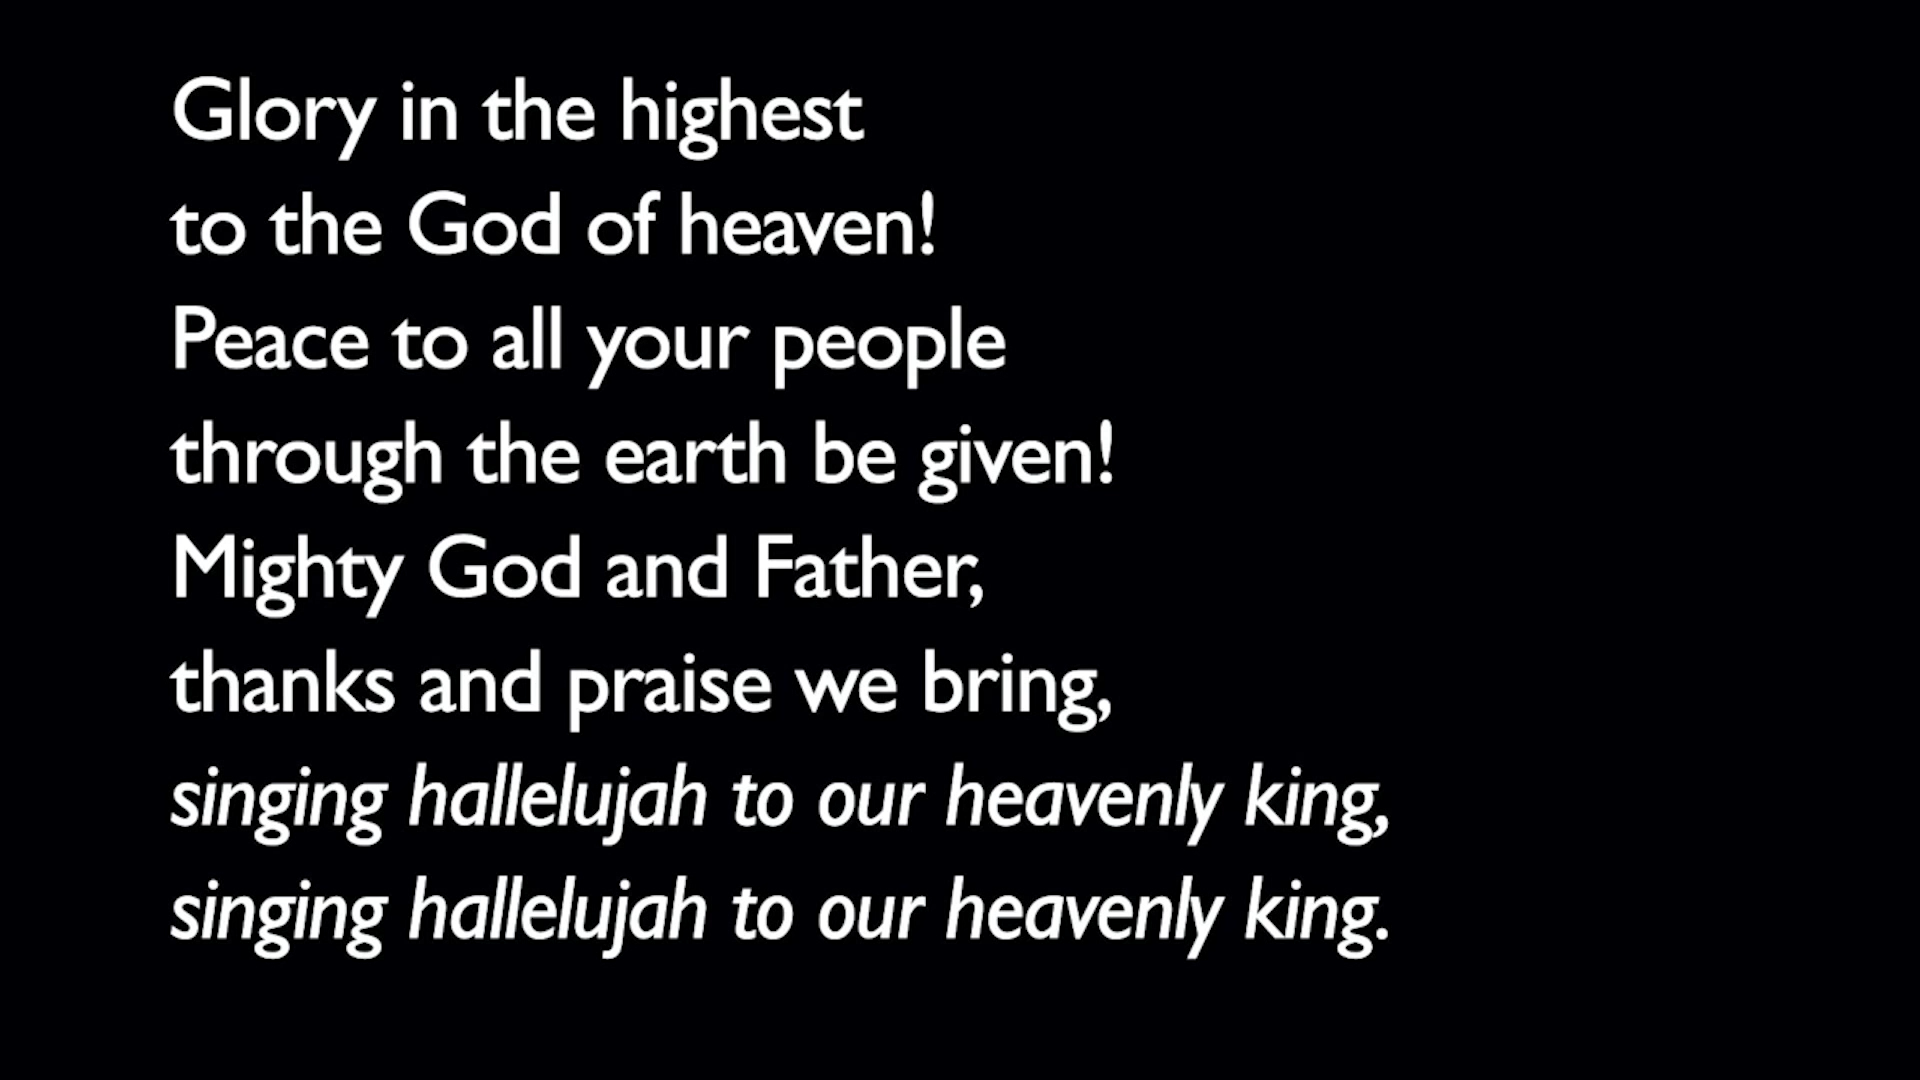 Glory in the highest
to the God of heaven!
Peace to all your people
through the earth be given!
Mighty God and Father,
thanks and praise we bring,
singing hallelujah to our heavenly king,
singing hallelujah to our heavenly king.